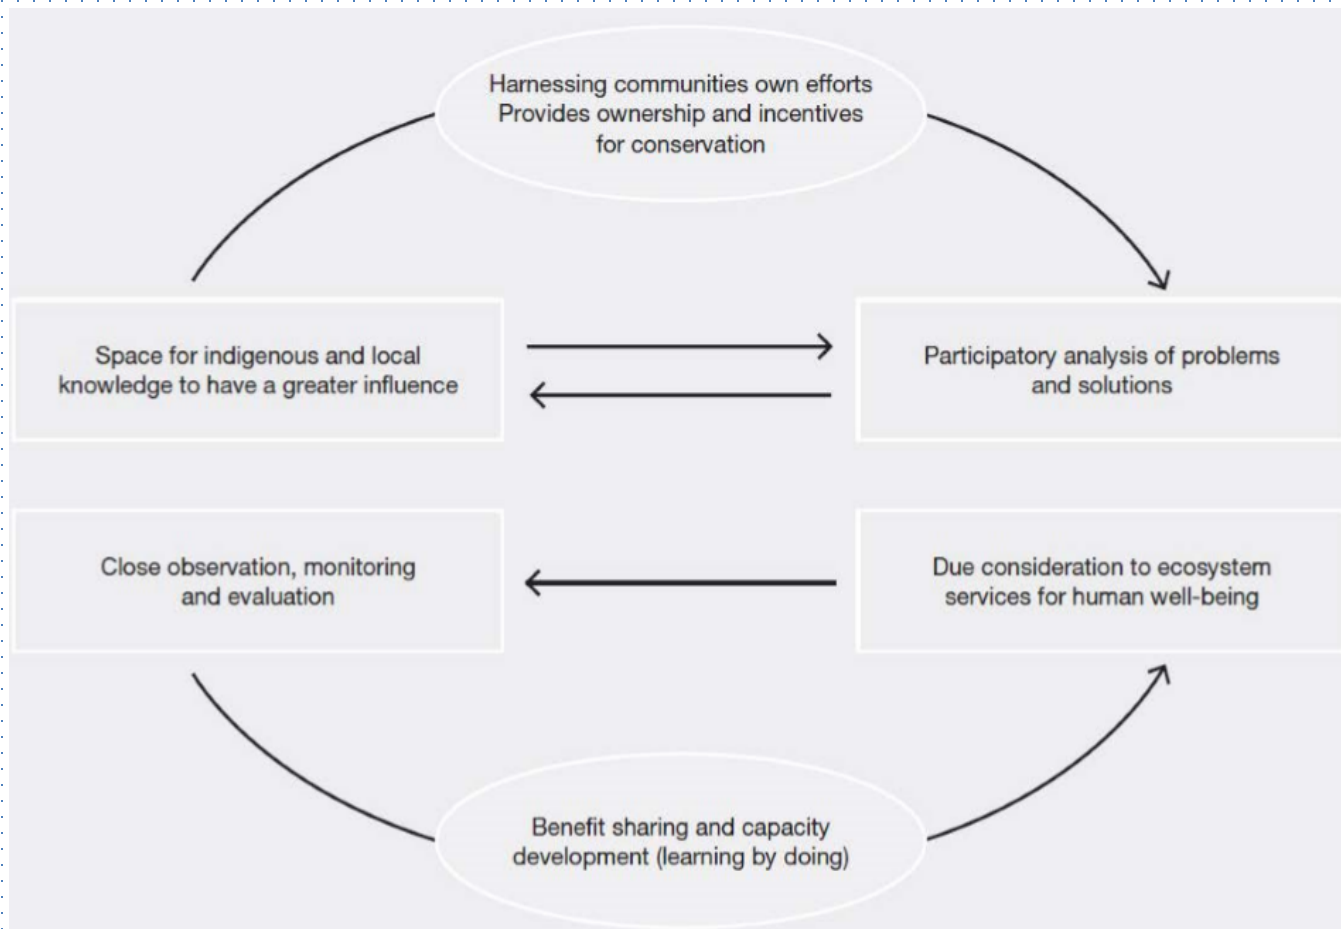 Harnessing communities own efforts
Provides ownership and incentives
for conservation
Space for indigenous and local
knowledge to have a greater influence
Participatory analysis of problems
and solutions
Close observation, monitoring
and evaluation
Due consideration to ecosystem
services for human well-being
Benefit sharing and capacity
development (learning by doing)